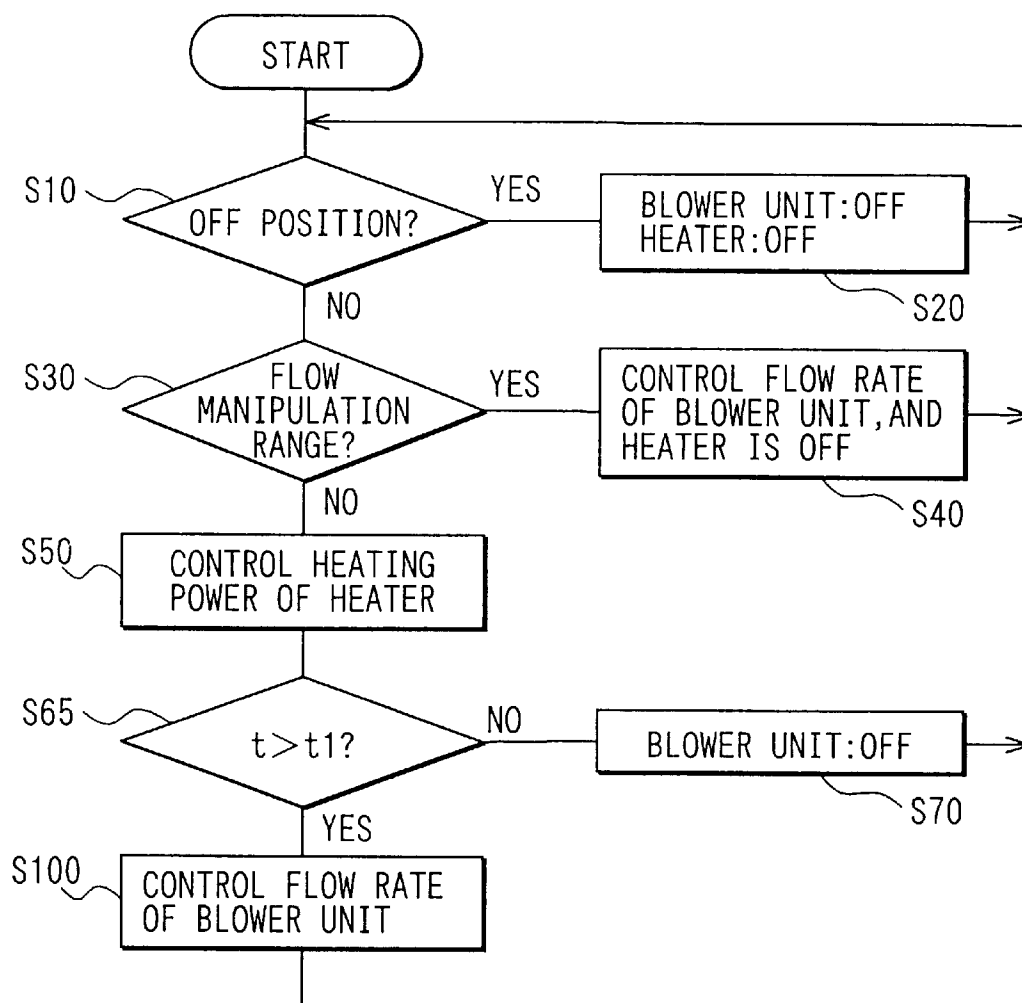 START
S10
OFF POSITION?
YES
BLOWER UNIT:OFF
HEATER:OFF
S20
NO
S30
FLOW
MANIPULATION
RANGE?
YES
CONTROL FLOW RATE
OF BLOWER UNIT,AND
HEATER IS OFF
S40
NO
S50
CONTROL HEATING
POWER OF HEATER
S65
t>t1?
NO
BLOWER UNIT:OFF
S70
YES
S100
CONTROL FLOW RATE
OF BLOWER UNIT